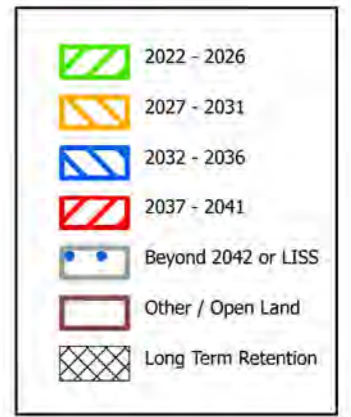 2022 - 2026
2027 - 2031
2032 - 2036
2037 - 2041
Beyond 2042 or LISS
Other / Open Land
Long Term Retention